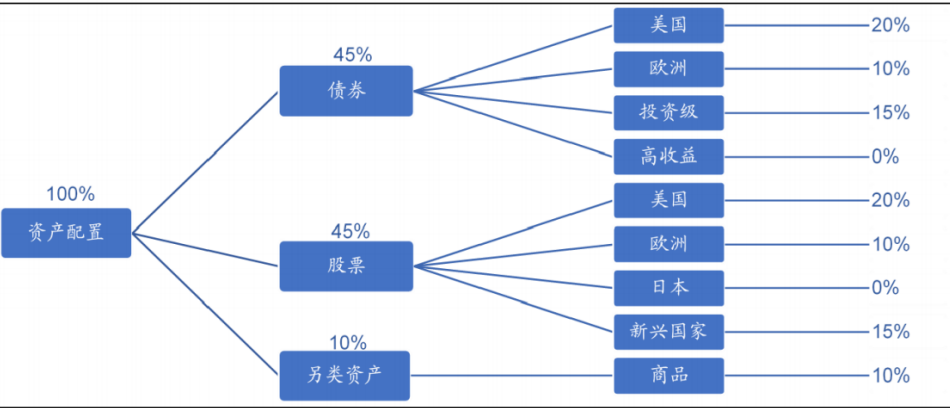 美国 20%
45%
债券
欧洲 10%
投资级 15%
高收益 0%
100%
资产配置
美国 20%
45%
股票
欧洲 10%
日本 0%
新兴国家 15%
10%
另类资产
商品 10%